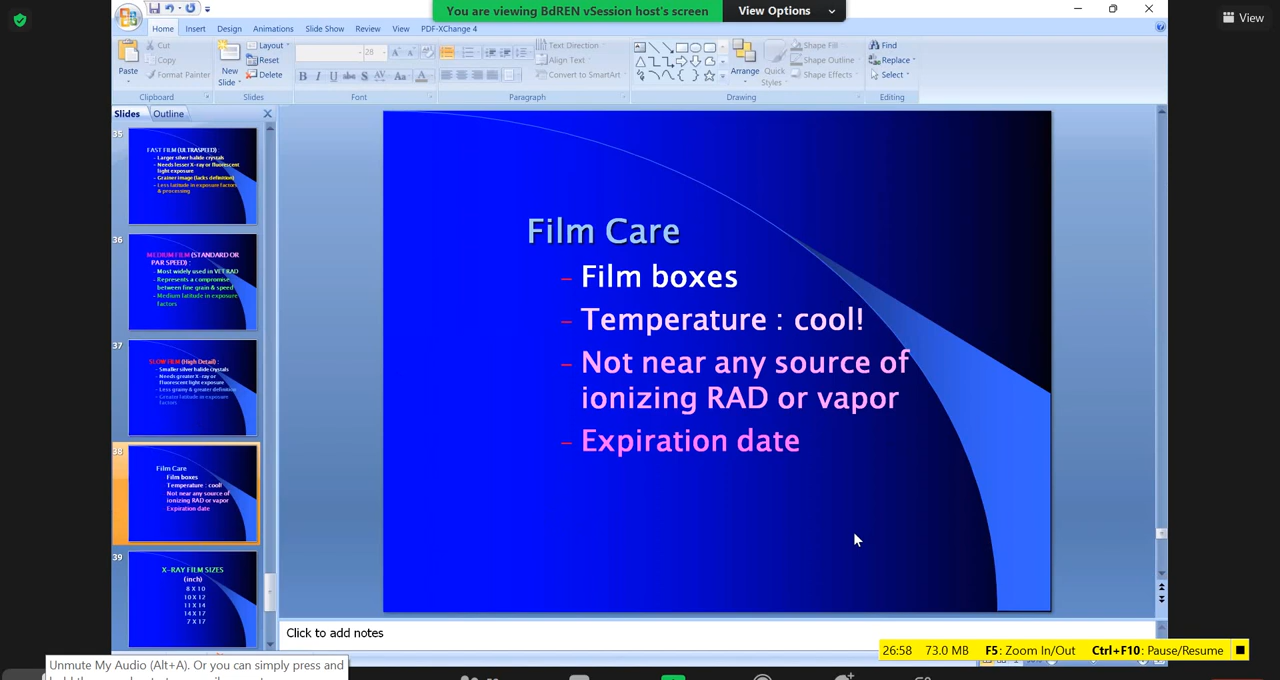 You are viewing BdREN vSession host's screen
View Options
View
Home Insert Design Animations Slide Show Review View PDF-XChange 4
Paste
Cut
Copy
Format Painter
Clipboard
New
Slide
Layout
Reset
Delete
Slides
28
B I U abc S AV Aa A
Font
Text Direction
Align Text
Convert to SmartArt
Paragraph
Arrange
Quick
Styles
Shape Fill
Shape Outline
Shape Effects
Drawing
Find
Replace
Select
Editing
Slides Outline
35
FAST FILM (ULTRASPEED) :
- Larger silver halide crystals
- Needs lesser X-ray or fluorescent
light exposure
- Grainer image (lacks definition)
- Less latitude in exposure factors
& processing
36
MEDIUM FILM (STANDARD OR
PAR SPEED) :
- Most widely used in VET RAD
- Represents a compromise
between fine grain & speed
- Medium latitude in exposure
factors
37
SLOW FILM (High Detail) :
- Smaller silver halide crystals
- Needs greater X-ray or
fluorescent light exposure
- Less grainy & greater definition
- Greater latitude in exposure
factors
38
Film Care
Film boxes
Temperature : cool!
Not near any source of
ionizing RAD or vapor
Expiration date
39
X-RAY FILM SIZES
(inch)
8 X 10
10 X 12
11 X 14
14 X 17
7 X 17
Film Care
– Film boxes
– Temperature : cool!
– Not near any source of
ionizing RAD or vapor
– Expiration date
Click to add notes
26:58 73.0 MB F5: Zoom In/Out Ctrl+F10: Pause/Resume
Unmute My Audio (Alt+A). Or you can simply press and